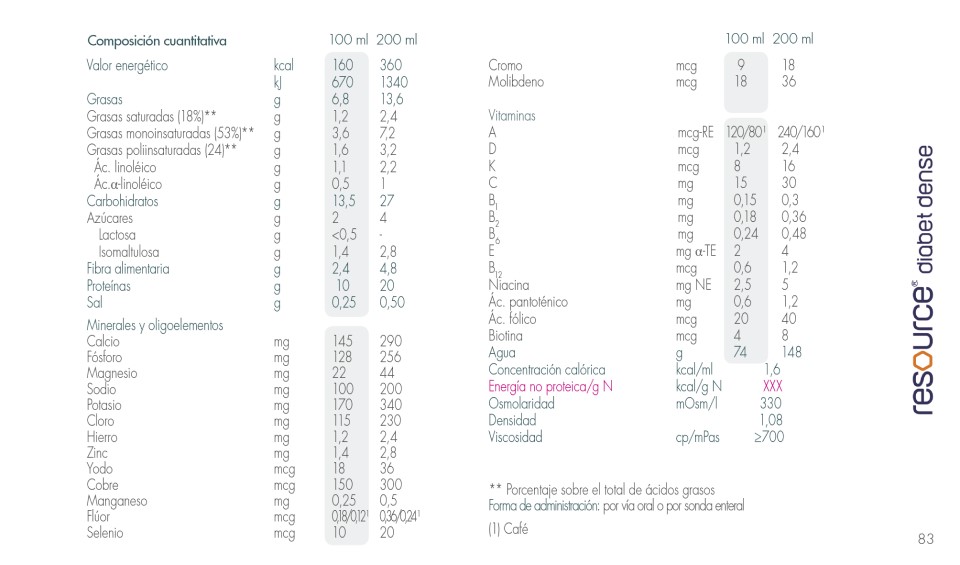 Composición cuantitativa 100 ml 200 ml
Valor energético kcal 160 360
kJ 670 1340
Grasas g 6,8 13,6
Grasas saturadas (18%)** g 1,2 2,4
Grasas monoinsaturadas (53%)** g 3,6 7,2
Grasas poliinsaturadas (24)** g 1,6 3,2
Ác. linoléico g 1,1 2,2
Ác.α-linoléico g 0,5 1
Carbohidratos g 13,5 27
Azúcares g 2 4
Lactosa g <0,5 -
Isomaltulosa g 1,4 2,8
Fibra alimentaria g 2,4 4,8
Proteínas g 10 20
Sal g 0,25 0,50
Minerales y oligoelementos
Calcio mg 145 290
Fósforo mg 128 256
Magnesio mg 22 44
Sodio mg 100 200
Potasio mg 170 340
Cloro mg 115 230
Hierro mg 1,2 2,4
Zinc mg 1,4 2,8
Yodo mcg 18 36
Cobre mcg 150 300
Manganeso mg 0,25 0,5
Flúor mcg 0,18/0,12¹ 0,36/0,24¹
Selenio mcg 10 20
100 ml 200 ml
Cromo mcg 9 18
Molibdeno mcg 18 36
Vitaminas
A mcg-RE 120/80¹ 240/160¹
D mcg 1,2 2,4
K mcg 8 16
C mg 15 30
B₁ mg 0,15 0,3
B₂ mg 0,18 0,36
B₆ mg 0,24 0,48
E mg α-TE 2 4
B₁₂ mcg 0,6 1,2
Niacina mg NE 2,5 5
Ác. pantoténico mg 0,6 1,2
Ác. fólico mcg 20 40
Biotina mcg 4 8
Agua g 74 148
Concentración calórica kcal/ml 1,6
Energía no proteica/g N kcal/g N XXX
Osmolaridad mOsm/l 330
Densidad 1,08
Viscosidad cp/mPas ≥700
** Porcentaje sobre el total de ácidos grasos
Forma de administración: por vía oral o por sonda enteral
(1) Café
resource® diabet dense
83